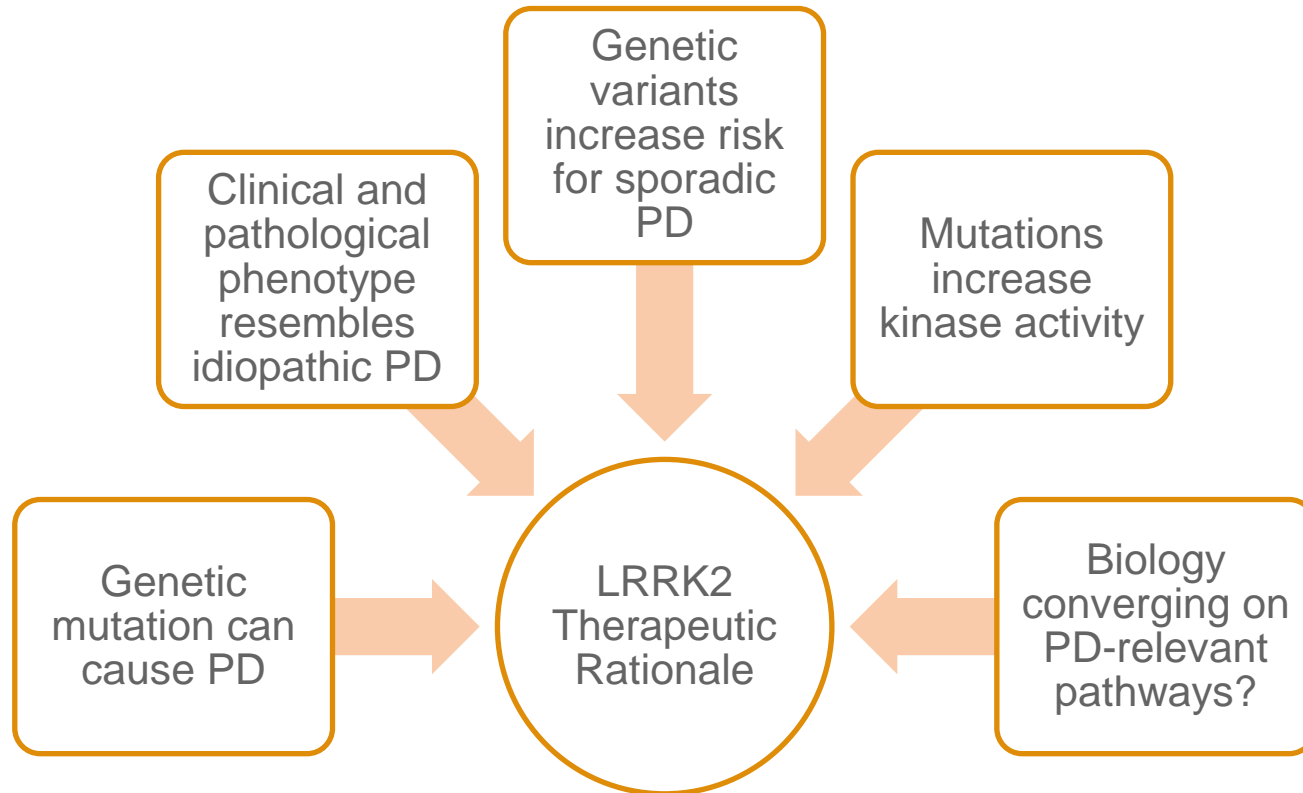 Genetic
variants
increase risk
for sporadic
PD
Clinical and
pathological
phenotype
resembles
idiopathic PD
Mutations
increase
kinase activity
Genetic
mutation can
cause PD
LRRK2
Therapeutic
Rationale
Biology
converging on
PD-relevant
pathways?